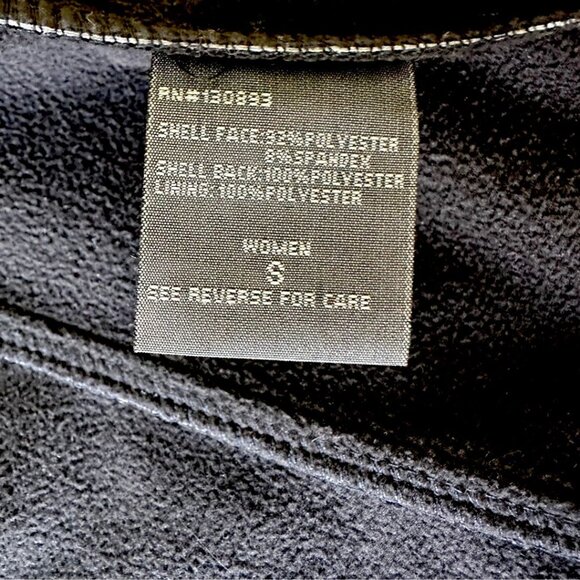 RN#130893
SHELL FACE:92%POLYESTER
8%SPANDEX
SHELL BACK:100%POLYESTER
LINING:100%POLYESTER
WOMEN
S
SEE REVERSE FOR CARE